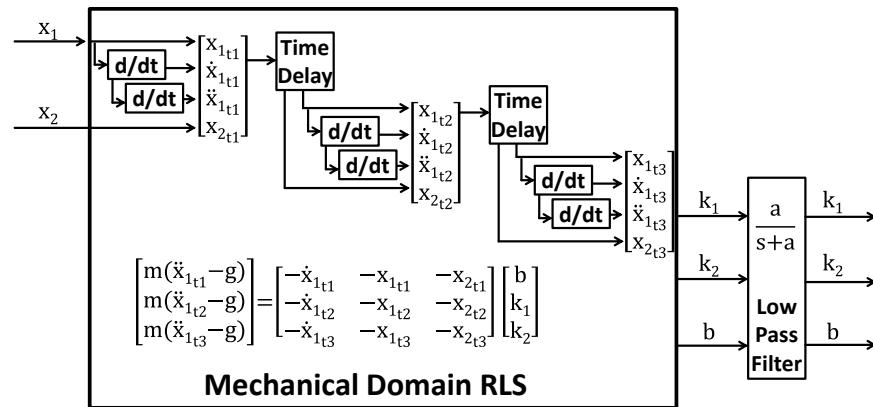 x₁
x₂
d/dt
d/dt
x₁ₜ₁
ẋ₁ₜ₁
ẍ₁ₜ₁
x₂ₜ₁
Time
Delay
d/dt
d/dt
x₁ₜ₂
ẋ₁ₜ₂
ẍ₁ₜ₂
x₂ₜ₂
Time
Delay
d/dt
d/dt
x₁ₜ₃
ẋ₁ₜ₃
ẍ₁ₜ₃
x₂ₜ₃
m(ẍ₁ₜ₁−g) = −ẋ₁ₜ₁ −x₁ₜ₁ −x₂ₜ₁ b
m(ẍ₁ₜ₂−g) −ẋ₁ₜ₂ −x₁ₜ₂ −x₂ₜ₂ k₁
m(ẍ₁ₜ₃−g) −ẋ₁ₜ₃ −x₁ₜ₃ −x₂ₜ₃ k₂
Mechanical Domain RLS
k₁
k₂
b
a
s+a
Low
Pass
Filter
k₁
k₂
b